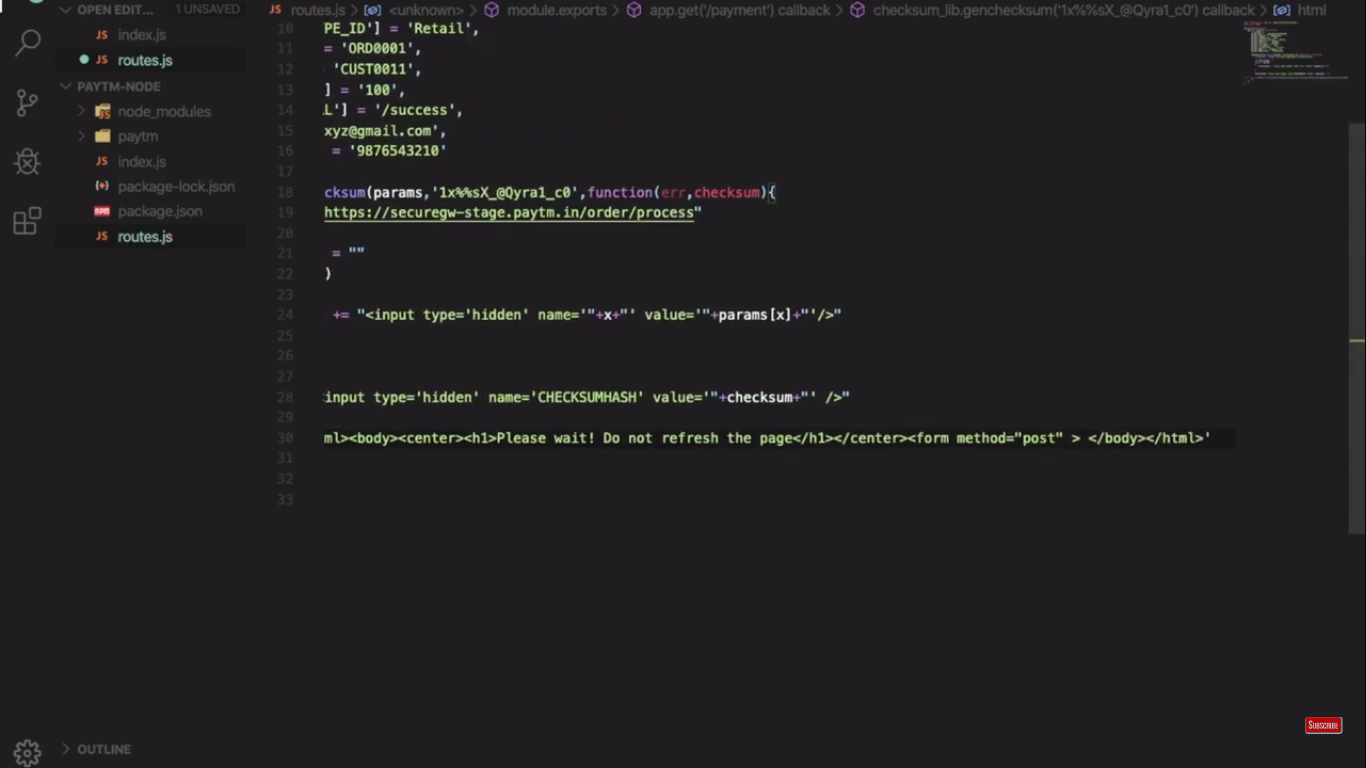 routes.js > <unknown> > module.exports > app.get('/payment') callback > checksum_lib.genchecksum('1x%%sX_@Qyra1_c0') callback > html
OPEN EDIT... 1 UNSAVED
JS index.js
JS routes.js
PAYTM-NODE
node_modules
paytm
JS index.js
package-lock.json
npm package.json
JS routes.js
10 PE_ID'] = 'Retail',
11 = 'ORD0001',
12 'CUST0011',
13 ] = '100',
14 L'] = '/success',
15 xyz@gmail.com',
16 = '9876543210'
17
18 cksum(params,'1x%%sX_@Qyra1_c0',function(err,checksum){
19 https://securegw-stage.paytm.in/order/process"
20
21 = ""
22 )
23
24 += "<input type='hidden' name='"+x+"' value='"+params[x]+"'/>"
25
26
27
28 input type='hidden' name='CHECKSUMHASH' value='"+checksum+"' />"
29
30 ml><body><center><h1>Please wait! Do not refresh the page</h1></center><form method="post" > </body></html>'
31
32
33
SUBSCRIBE
OUTLINE